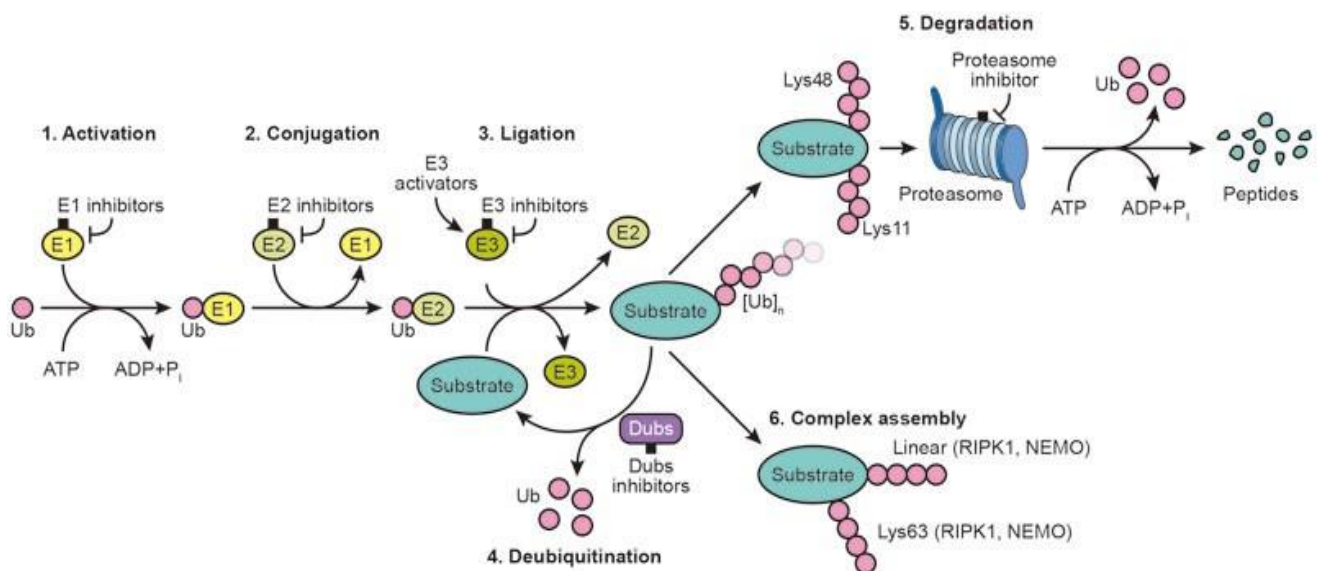 5. Degradation
Proteasome
inhibitor
Lys48
Ub
1. Activation
2. Conjugation
3. Ligation
E3
activators
Substrate
E1 inhibitors
E2 inhibitors
E3 inhibitors
Proteasome
ATP
ADP+Pi
Peptides
E1
E2
E1
E3
E2
Lys11
Ub
E1
Ub
E2
Ub
Substrate
[Ub]n
ATP
ADP+Pi
Substrate
E3
6. Complex assembly
Dubs
Linear (RIPK1, NEMO)
Dubs
inhibitors
Substrate
Ub
Lys63 (RIPK1, NEMO)
4. Deubiquitination